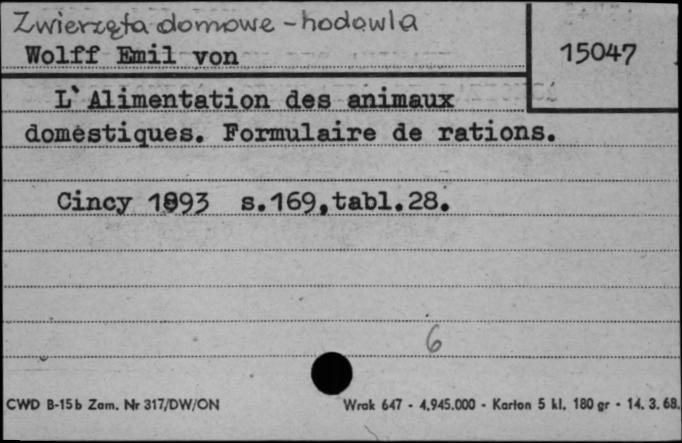 Zwierzęta domowe - hodowla
Wolff Emil von
15047
L`Alimentation des animaux
doméstiques. Formulaire de rations.
Cincy 1893 s.169,tabl.28.
6
CWD B-15b Zam. Nr 317/DW/ON
Wrak 647 - 4.945.000 - Karton 5 kl. 180 gr - 14. 3. 68.